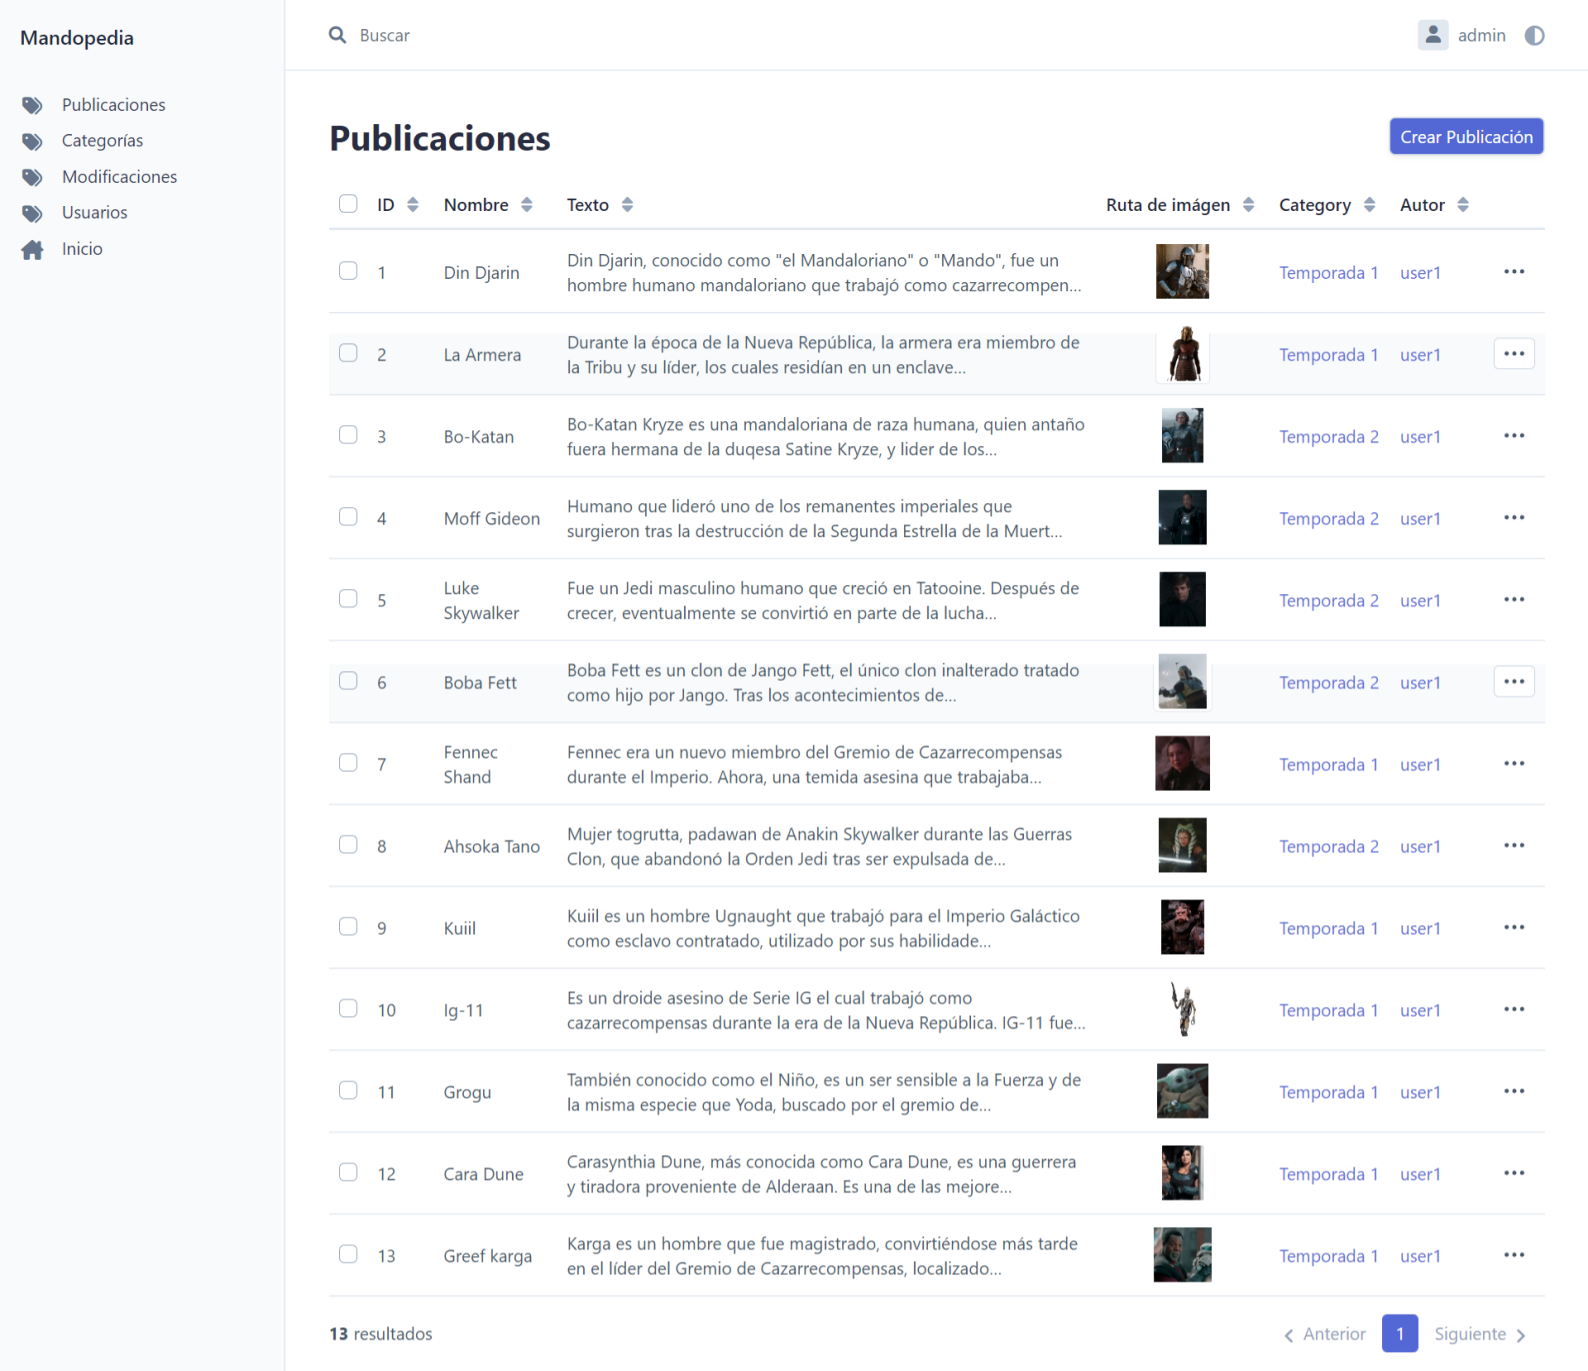 Mandopedia
Publicaciones
Categorías
Modificaciones
Usuarios
Inicio
Buscar
admin
Publicaciones
Crear Publicación
ID Nombre Texto Ruta de imágen Category Autor
1 Din Djarin Din Djarin, conocido como "el Mandaloriano" o "Mando", fue un Temporada 1 user1 ...
hombre humano mandaloriano que trabajó como cazarrecompen...
2 La Armera Durante la época de la Nueva República, la armera era miembro de Temporada 1 user1 ...
la Tribu y su líder, los cuales residían en un enclave...
3 Bo-Katan Bo-Katan Kryze es una mandaloriana de raza humana, quien antaño Temporada 2 user1 ...
fuera hermana de la duqesa Satine Kryze, y lider de los...
4 Moff Gideon Humano que lideró uno de los remanentes imperiales que Temporada 2 user1 ...
surgieron tras la destrucción de la Segunda Estrella de la Muert...
5 Luke Fue un Jedi masculino humano que creció en Tatooine. Después de Temporada 2 user1 ...
Skywalker crecer, eventualmente se convirtió en parte de la lucha...
6 Boba Fett Boba Fett es un clon de Jango Fett, el único clon inalterado tratado Temporada 2 user1 ...
como hijo por Jango. Tras los acontecimientos de...
7 Fennec Fennec era un nuevo miembro del Gremio de Cazarrecompensas Temporada 1 user1 ...
Shand durante el Imperio. Ahora, una temida asesina que trabajaba...
8 Ahsoka Tano Mujer togrutta, padawan de Anakin Skywalker durante las Guerras Temporada 2 user1 ...
Clon, que abandonó la Orden Jedi tras ser expulsada de...
9 Kuiil Kuiil es un hombre Ugnaught que trabajó para el Imperio Galáctico Temporada 1 user1 ...
como esclavo contratado, utilizado por sus habilidade...
10 Ig-11 Es un droide asesino de Serie IG el cual trabajó como Temporada 1 user1 ...
cazarrecompensas durante la era de la Nueva República. IG-11 fue...
11 Grogu También conocido como el Niño, es un ser sensible a la Fuerza y de Temporada 1 user1 ...
la misma especie que Yoda, buscado por el gremio de...
12 Cara Dune Carasynthia Dune, más conocida como Cara Dune, es una guerrera Temporada 1 user1 ...
y tiradora proveniente de Alderaan. Es una de las mejore...
13 Greef karga Karga es un hombre que fue magistrado, convirtiéndose más tarde Temporada 1 user1 ...
en el líder del Gremio de Cazarrecompensas, localizado...
13 resultados
Anterior 1 Siguiente